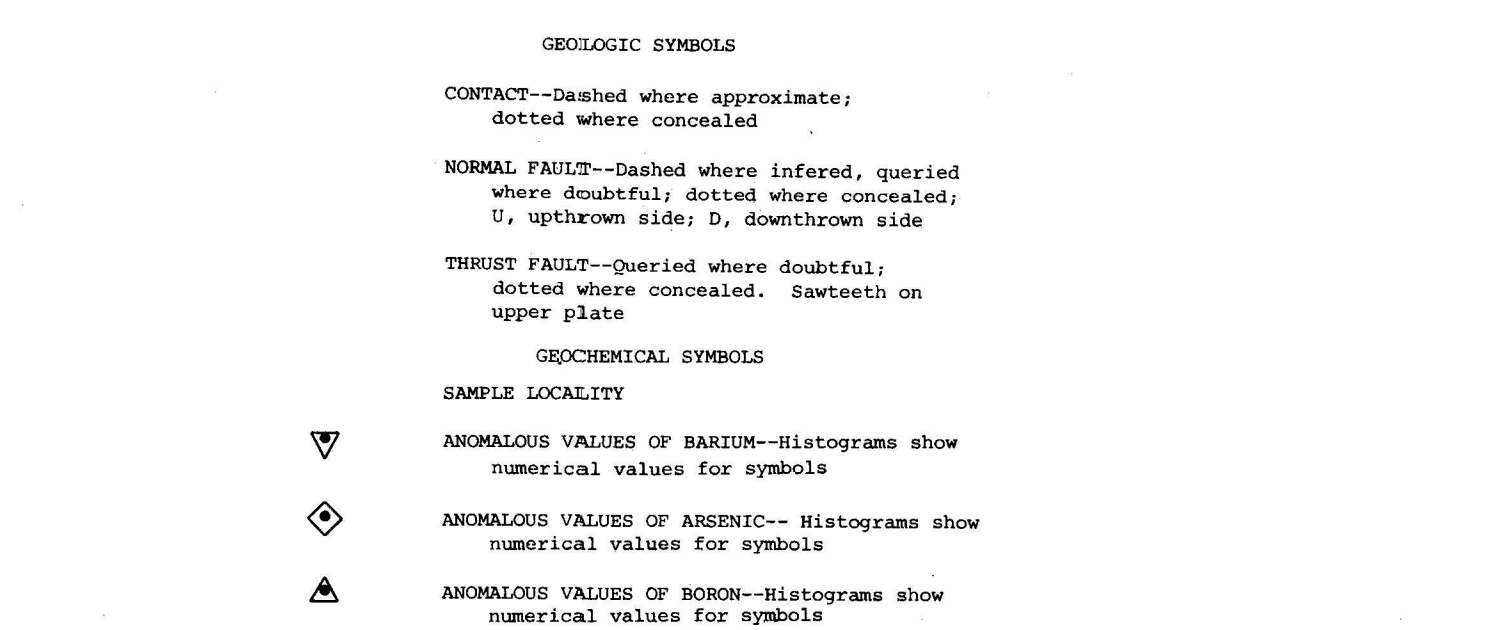 GEOLOGIC SYMBOLS
CONTACT--Dashed where approximate;
dotted where concealed
NORMAL FAULT--Dashed where infered, queried
where doubtful; dotted where concealed;
U, upthrown side; D, downthrown side
THRUST FAULT--Queried where doubtful;
dotted where concealed. Sawteeth on
upper plate
GEOCHEMICAL SYMBOLS
SAMPLE LOCALITY
ANOMALOUS VALUES OF BARIUM--Histograms show
numerical values for symbols
ANOMALOUS VALUES OF ARSENIC-- Histograms show
numerical values for symbols
ANOMALOUS VALUES OF BORON--Histograms show
numerical values for symbols